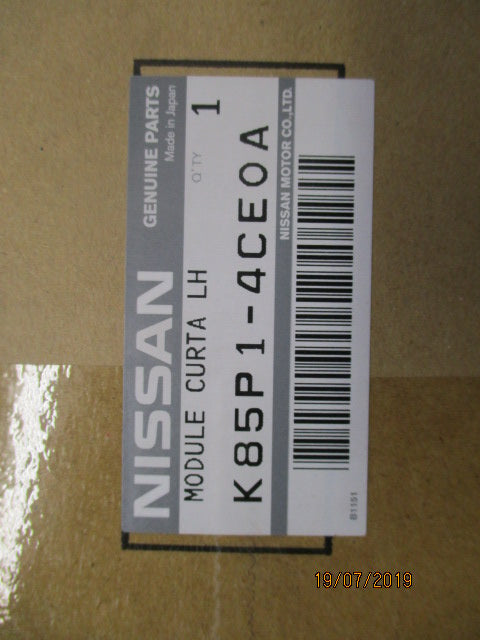 NISSAN
GENUINE PARTS
Made in Japan
MODULE CURTA LH
Q'TY 1
K85P1-4CE0A
NISSAN MOTOR CO.,LTD.
B1151
19/07/2019